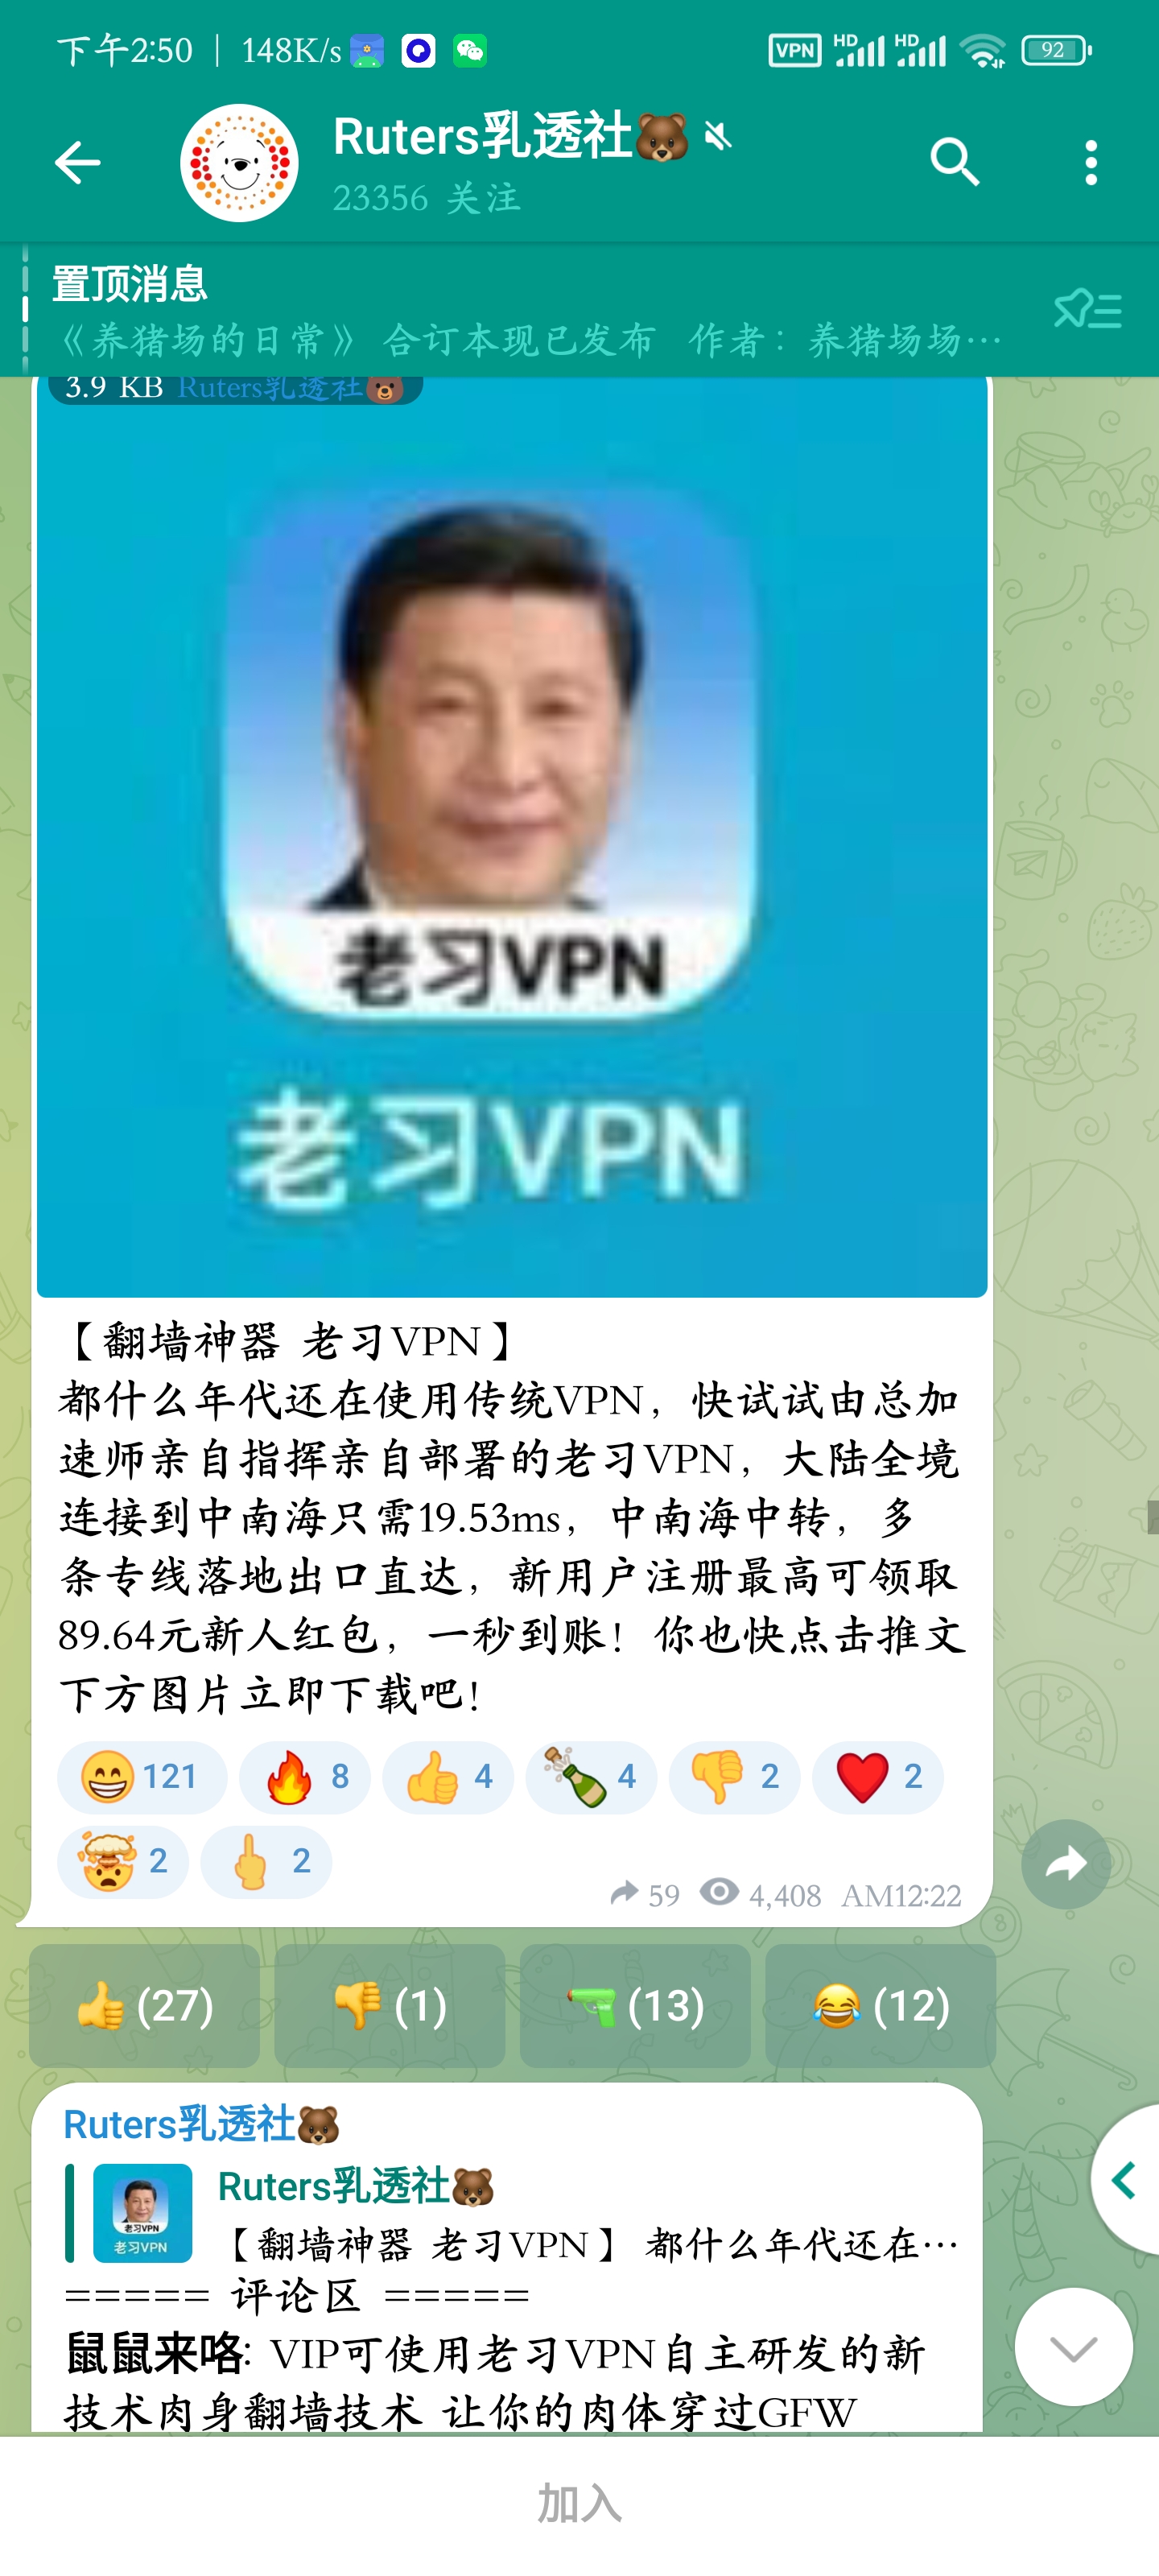 下午2:50 | 148K/s
VPN HD HD 92
Ruters乳透社🐻
23356 关注
置顶消息
《养猪场的日常》 合订本现已发布 作者：养猪场场…
3.9 KB Ruters乳透社🐻
老习VPN
老习VPN
【翻墙神器 老习VPN】
都什么年代还在使用传统VPN，快试试由总加
速师亲自指挥亲自部署的老习VPN，大陆全境
连接到中南海只需19.53ms，中南海中转，多
条专线落地出口直达，新用户注册最高可领取
89.64元新人红包，一秒到账！你也快点击推文
下方图片立即下载吧！
😁 121 🔥 8 👍 4 🍾 4 👎 2 ❤ 2
🤯 2 🖕 2
59 4,408 AM12:22
👍 (27) 👎 (1) 🔫 (13) 😂 (12)
Ruters乳透社🐻
Ruters乳透社🐻
老习VPN
老习VPN
【翻墙神器 老习VPN】 都什么年代还在…
===== 评论区 =====
鼠鼠来咯: VIP可使用老习VPN自主研发的新
技术肉身翻墙技术 让你的肉体穿过GFW
加入